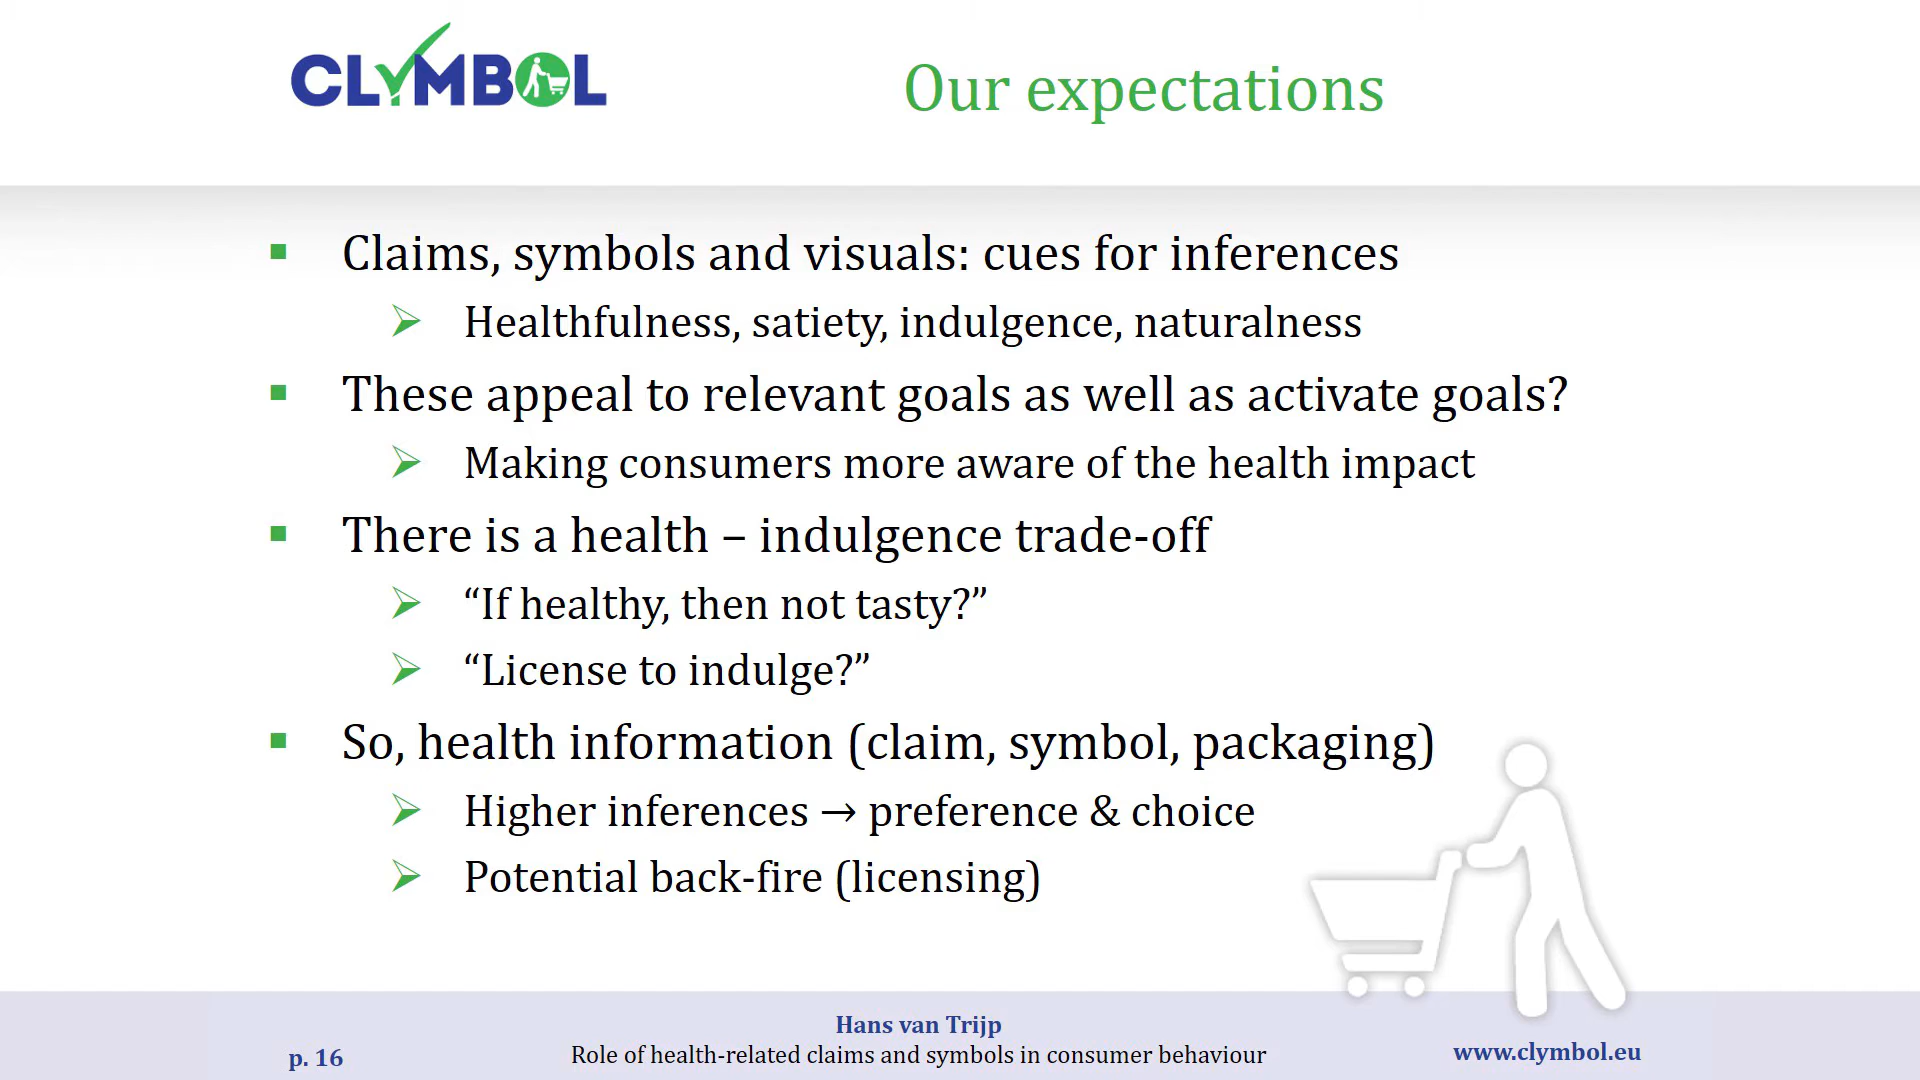 CLYMBOL
Our expectations
Claims, symbols and visuals: cues for inferences
Healthfulness, satiety, indulgence, naturalness
These appeal to relevant goals as well as activate goals?
Making consumers more aware of the health impact
There is a health – indulgence trade-off
“If healthy, then not tasty?”
“License to indulge?”
So, health information (claim, symbol, packaging)
Higher inferences → preference & choice
Potential back-fire (licensing)
Hans van Trijp
p. 16
Role of health-related claims and symbols in consumer behaviour
www.clymbol.eu